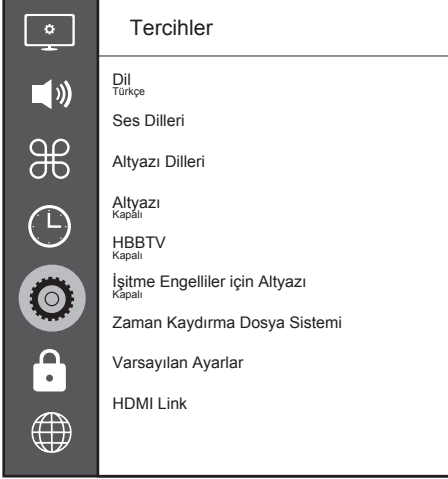 Tercihler
Dil
Türkçe
Ses Dilleri
Altyazı Dilleri
Altyazı
Kapalı
HBBTV
Kapalı
İşitme Engelliler için Altyazı
Kapalı
Zaman Kaydırma Dosya Sistemi
Varsayılan Ayarlar
HDMI Link